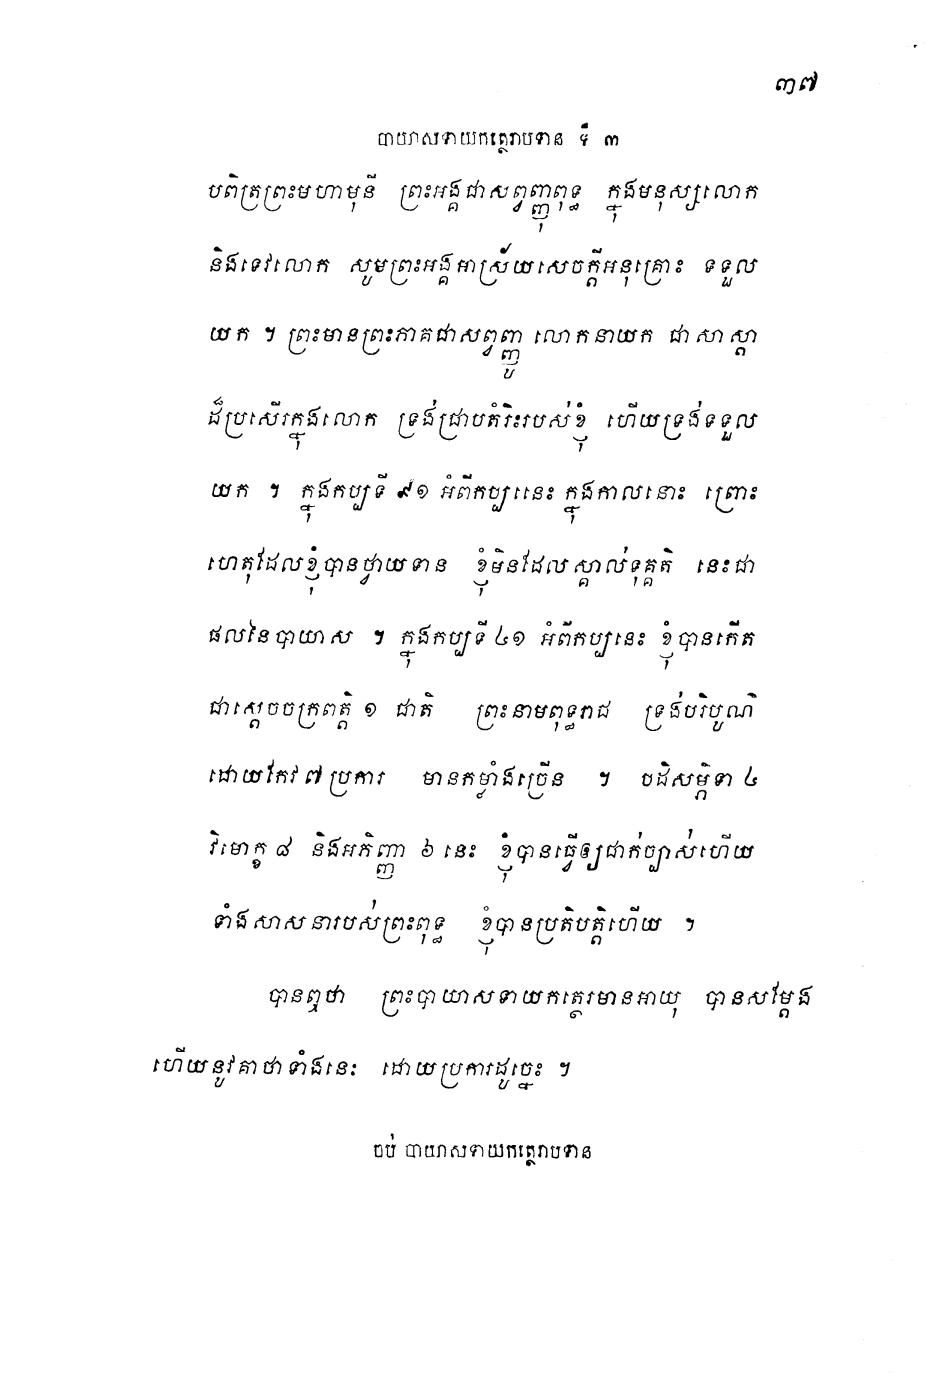 ៣៧
បាយាសទាយកត្ថេរាបទាន ទី ៣
បពិត្រព្រះមហាមុនី ព្រះអង្គជាសព្វញ្ញុពុទ្ធ ក្នុងមនុស្សលោក
និងទេវលោក សូមព្រះអង្គអាស្រ័យសេចក្តីអនុគ្រោះ ទទួល
យក ។ ព្រះមានព្រះភាគជាសព្វញ្ញូ លោកនាយក ជាសាស្តា
ដ៏ប្រសើរក្នុងលោក ទ្រង់ជ្រាបតំរិះរបស់ខ្ញុំ ហើយទ្រង់ទទួល
យក ។ ក្នុងកប្បទី ៩១ អំពីកប្បនេះ ក្នុងកាលនោះ ព្រោះ
ហេតុដែលខ្ញុំបានថ្វាយទាន ខ្ញុំមិនដែលស្គាល់ទុគ្គតិ នេះជា
ផលនៃបាយាស ។ ក្នុងកប្បទី ៤១ អំពីកប្បនេះ ខ្ញុំបានកើត
ជាស្តេចចក្រពត្តិ ១ ជាតិ ព្រះនាមពុទ្ធរាជ ទ្រង់បរិបូណ៌
ដោយកែវ ៧ ប្រការ មានកម្លាំងច្រើន ។ បដិសម្ភិទា ៤
វិមោក្ខ ៨ និងអភិញ្ញា ៦ នេះ ខ្ញុំបានធ្វើឲ្យជាក់ច្បាស់ហើយ
ទាំងសាសនារបស់ព្រះពុទ្ធ ខ្ញុំបានប្រតិបត្តិហើយ ។
បានឮថា ព្រះបាយាសទាយកត្ថេរមានអាយុ បានសម្តែង
ហើយនូវគាថាទាំងនេះ ដោយប្រការដូច្នេះ ។
ចប់ បាយាសទាយកត្ថេរាបទាន